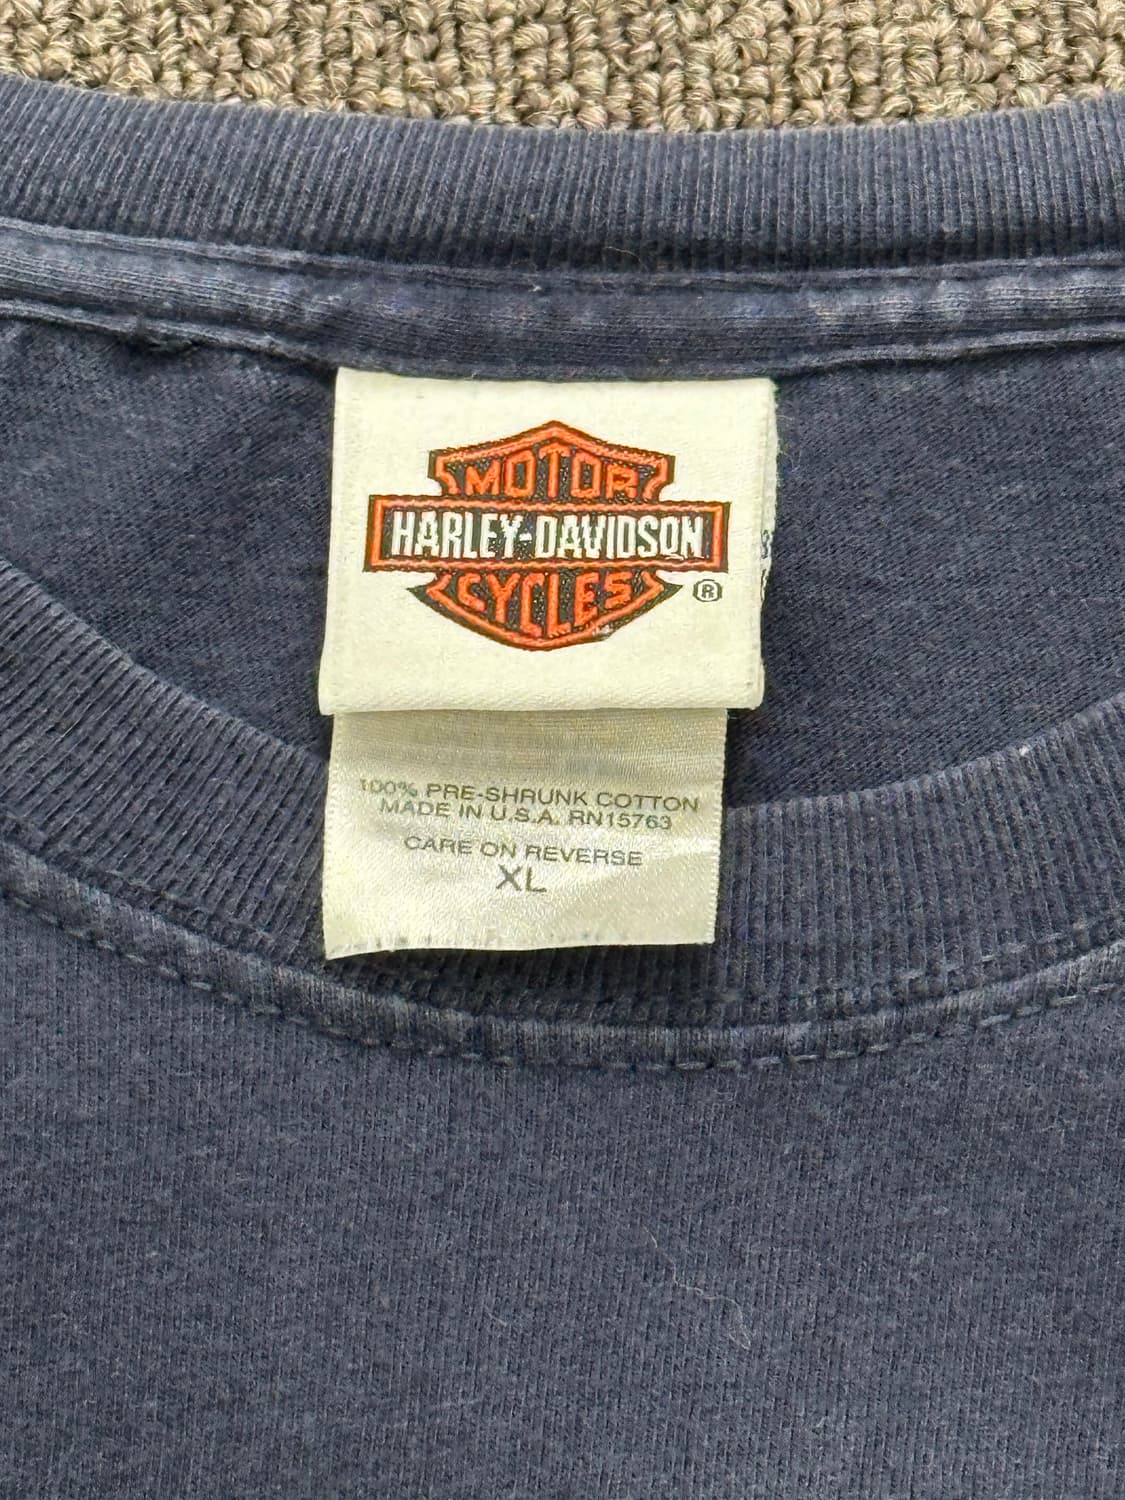 MOTOR
HARLEY-DAVIDSON
CYCLES
®
100% PRE-SHRUNK COTTON
MADE IN U.S.A. RN15763
CARE ON REVERSE
XL